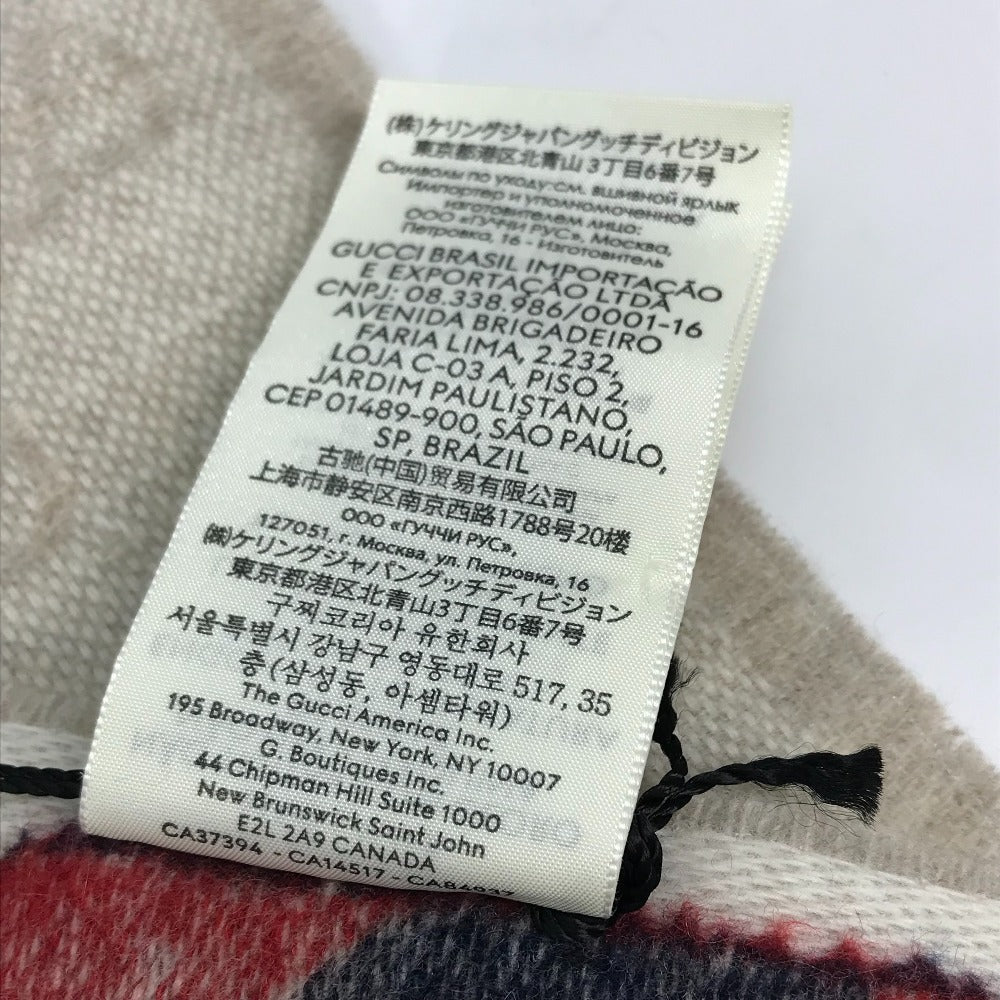 (株)ケリングジャパングッチディビジョン
東京都港区北青山3丁目6番7号
Символы по уходу:см. вшивной ярлык
Импортер и уполномоченное
изготовителем лицо:
ООО «ГУЧЧИ РУС», Москва,
Петровка, 16 - Изготовитель
GUCCI BRASIL IMPORTAÇÃO
E EXPORTAÇÃO LTDA
CNPJ: 08.338.986/0001-16
AVENIDA BRIGADEIRO
FARIA LIMA, 2.232,
LOJA C-03 A, PISO 2,
JARDIM PAULISTANO,
CEP 01489-900, SÃO PAULO,
SP, BRAZIL
古驰(中国)贸易有限公司
上海市静安区南京西路1788号20楼
ООО «ГУЧЧИ РУС»,
127051, г. Москва, ул. Петровка, 16
(株)ケリングジャパングッチディビジョン
東京都港区北青山3丁目6番7号
구찌코리아 유한회사
서울특별시 강남구 영동대로 517, 35
층(삼성동, 아셈타워)
The Gucci America Inc.
195 Broadway, New York, NY 10007
G. Boutiques Inc.
44 Chipman Hill Suite 1000
New Brunswick Saint John
E2L 2A9 CANADA
CA37394 - CA14517 - CA84937